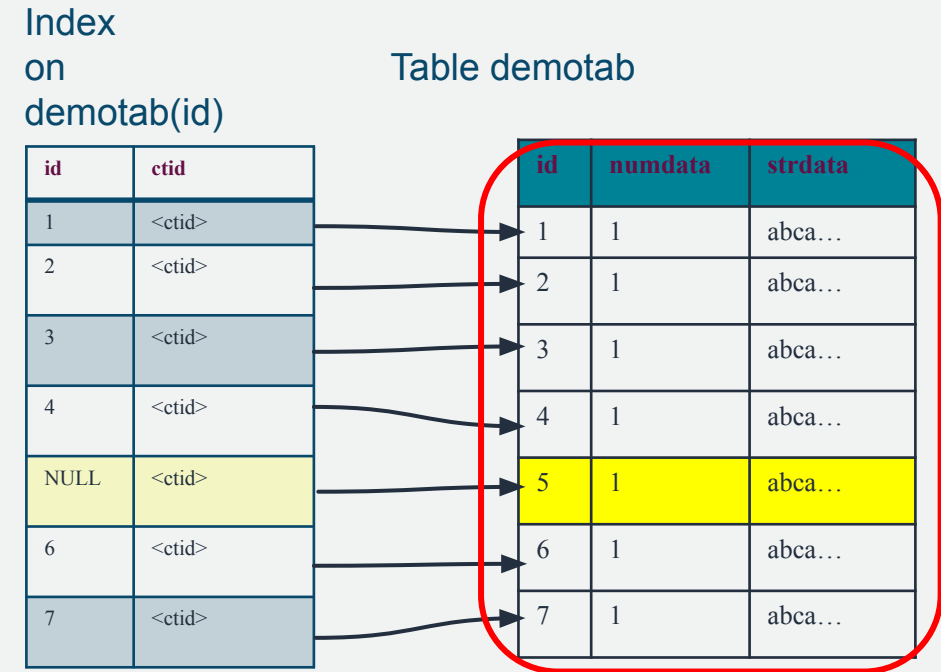 Index
on
demotab(id)
Table demotab
id ctid
1 <ctid>
2 <ctid>
3 <ctid>
4 <ctid>
NULL <ctid>
6 <ctid>
7 <ctid>
id numdata strdata
1 1 abca…
2 1 abca…
3 1 abca…
4 1 abca…
5 1 abca…
6 1 abca…
7 1 abca…